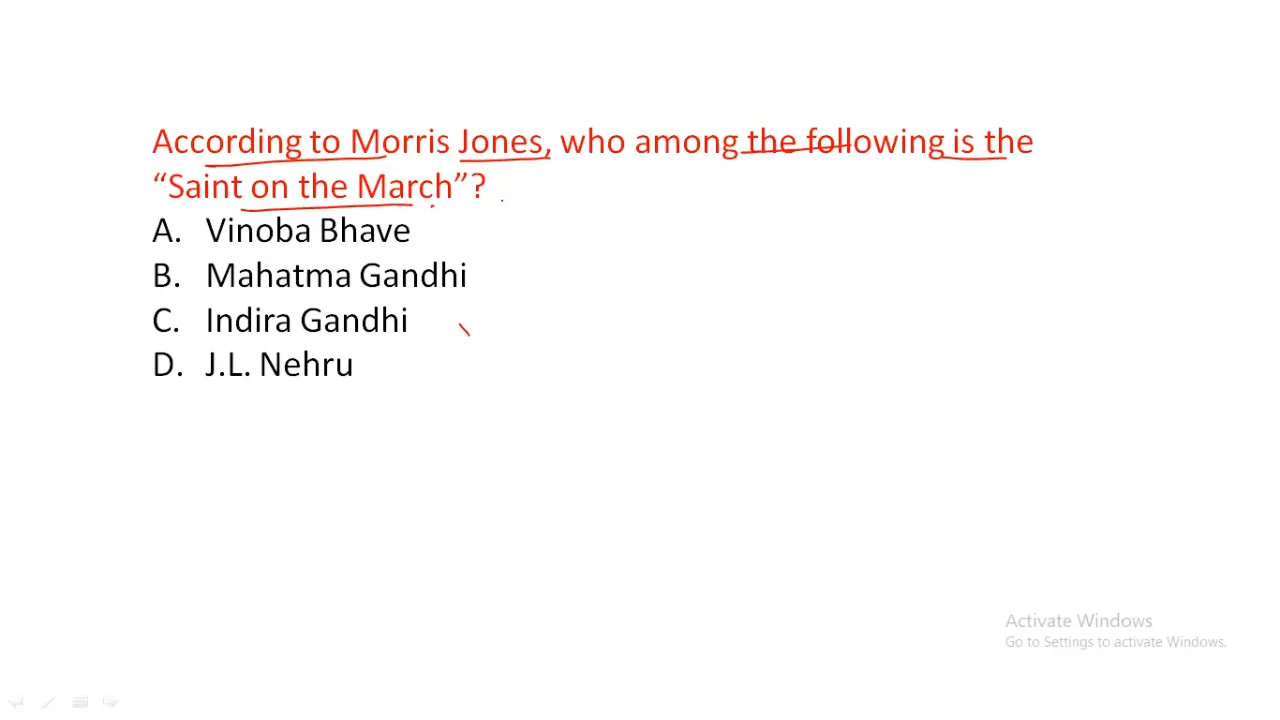 According to Morris Jones, who among the following is the
“Saint on the March”?
A. Vinoba Bhave
B. Mahatma Gandhi
C. Indira Gandhi
D. J.L. Nehru
Activate Windows
Go to Settings to activate Windows.